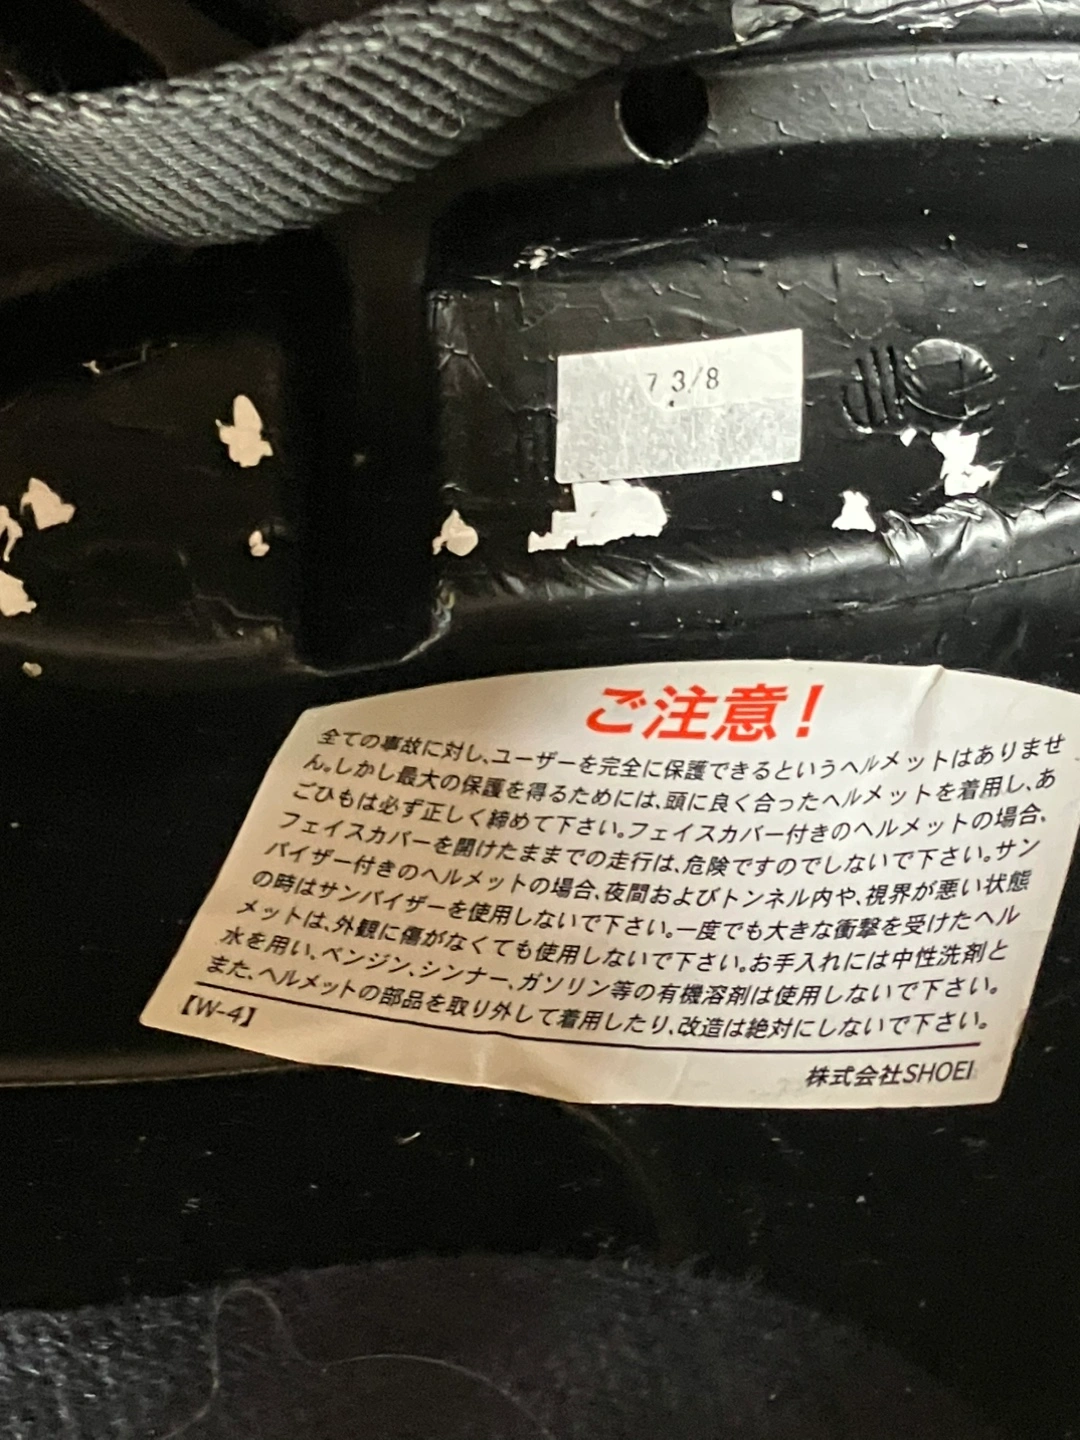 7 3/8
ご注意！
全ての事故に対し、ユーザーを完全に保護できるというヘルメットはありませ
ん。しかし最大の保護を得るためには、頭に良く合ったヘルメットを着用し、あ
ごひもは必ず正しく締めて下さい。フェイスカバー付きのヘルメットの場合、
フェイスカバーを開けたままでの走行は、危険ですのでしないで下さい。サン
バイザー付きのヘルメットの場合、夜間およびトンネル内や、視界が悪い状態
の時はサンバイザーを使用しないで下さい。一度でも大きな衝撃を受けたヘル
メットは、外観に傷がなくても使用しないで下さい。お手入れには中性洗剤と
水を用い、ベンジン、シンナー、ガソリン等の有機溶剤は使用しないで下さい。
また、ヘルメットの部品を取り外して着用したり、改造は絶対にしないで下さい。
【W-4】
株式会社SHOEI